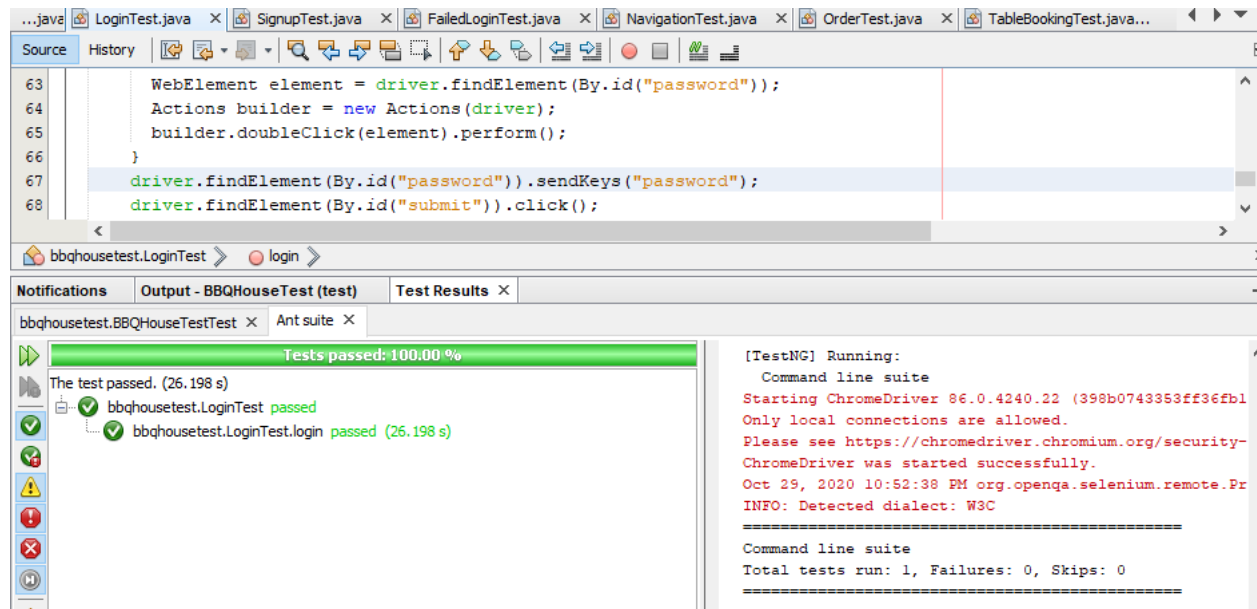 ...java LoginTest.java × SignupTest.java × FailedLoginTest.java × NavigationTest.java × OrderTest.java × TableBookingTest.java...
Source History
63 WebElement element = driver.findElement(By.id("password"));
64 Actions builder = new Actions(driver);
65 builder.doubleClick(element).perform();
66 }
67 driver.findElement(By.id("password")).sendKeys("password");
68 driver.findElement(By.id("submit")).click();
bbqhousetest.LoginTest login
Notifications Output - BBQHouseTest (test) Test Results ×
bbqhousetest.BBQHouseTestTest × Ant suite ×
Tests passed: 100.00 %
The test passed. (26.198 s)
bbqhousetest.LoginTest passed
bbqhousetest.LoginTest.login passed (26.198 s)
[TestNG] Running:
Command line suite
Starting ChromeDriver 86.0.4240.22 (398b0743353ff36fb1
Only local connections are allowed.
Please see https://chromedriver.chromium.org/security-
ChromeDriver was started successfully.
Oct 29, 2020 10:52:38 PM org.openqa.selenium.remote.Pr
INFO: Detected dialect: W3C
===============================================
Command line suite
Total tests run: 1, Failures: 0, Skips: 0
===============================================